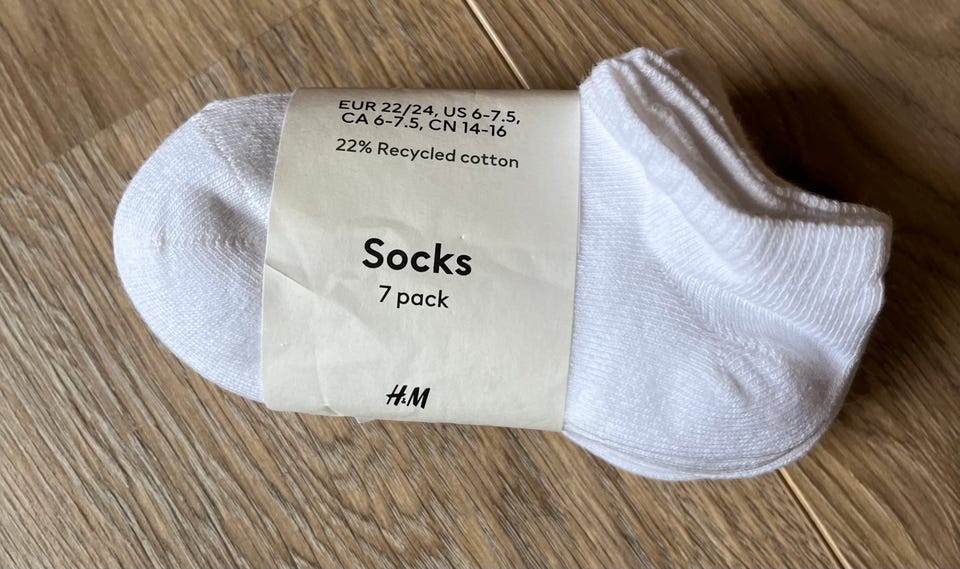 EUR 22/24, US 6-7.5,
CA 6-7.5, CN 14-16
22% Recycled cotton
Socks
7 pack
H&M